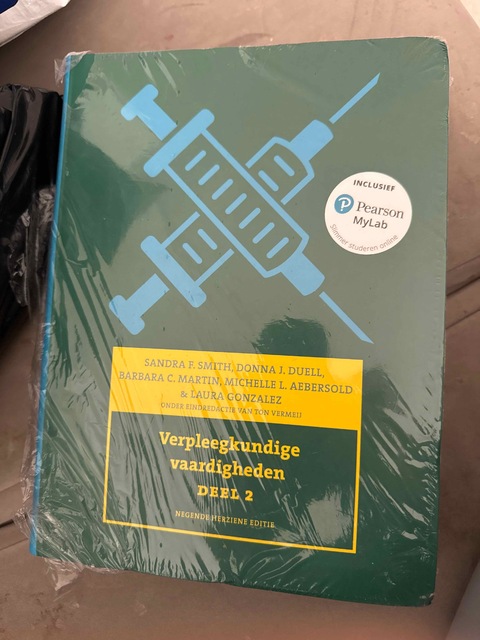 INCLUSIEF
Pearson
MyLab
Slimmer studeren online
SANDRA F. SMITH, DONNA J. DUELL,
BARBARA C. MARTIN, MICHELLE L. AEBERSOLD
& LAURA GONZALEZ
ONDER EINDREDACTIE VAN TON VERMEIJ
Verpleegkundige
vaardigheden
DEEL 2
NEGENDE HERZIENE EDITIE